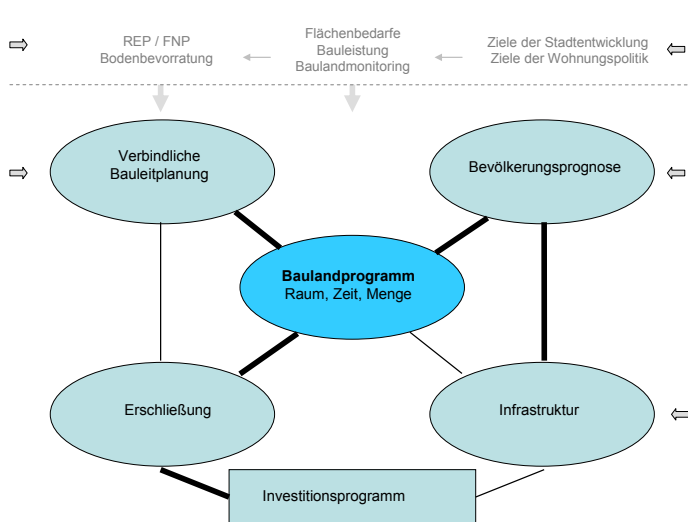 REP / FNP
Bodenbevorratung
Flächenbedarfe
Bauleistung
Baulandmonitoring
Ziele der Stadtentwicklung
Ziele der Wohnungspolitik
Verbindliche
Bauleitplanung
Bevölkerungsprognose
Baulandprogramm
Raum, Zeit, Menge
Erschließung
Infrastruktur
Investitionsprogramm